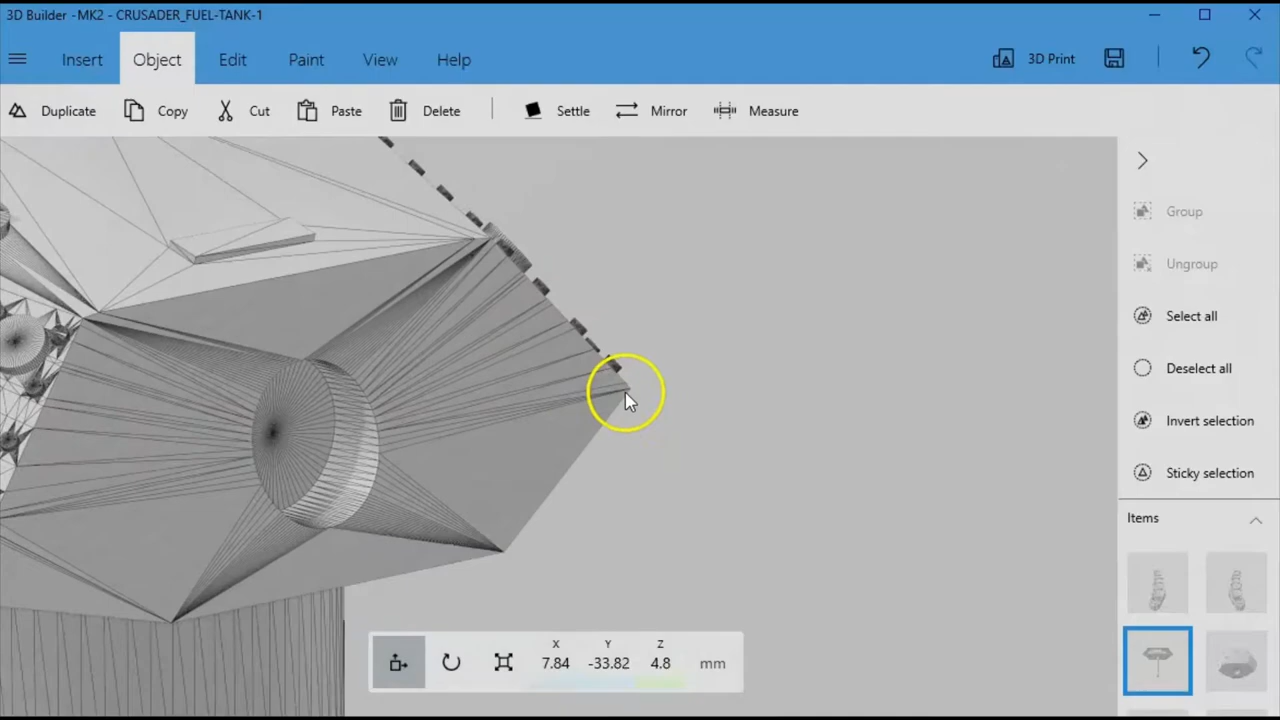 3D Builder - MK2 - CRUSADER_FUEL-TANK-1
Insert Object Edit Paint View Help 3D Print
Duplicate Copy Cut Paste Delete Settle Mirror Measure
Group
Ungroup
Select all
Deselect all
Invert selection
Sticky selection
Items
X Y Z
7.84 -33.82 4.8 mm